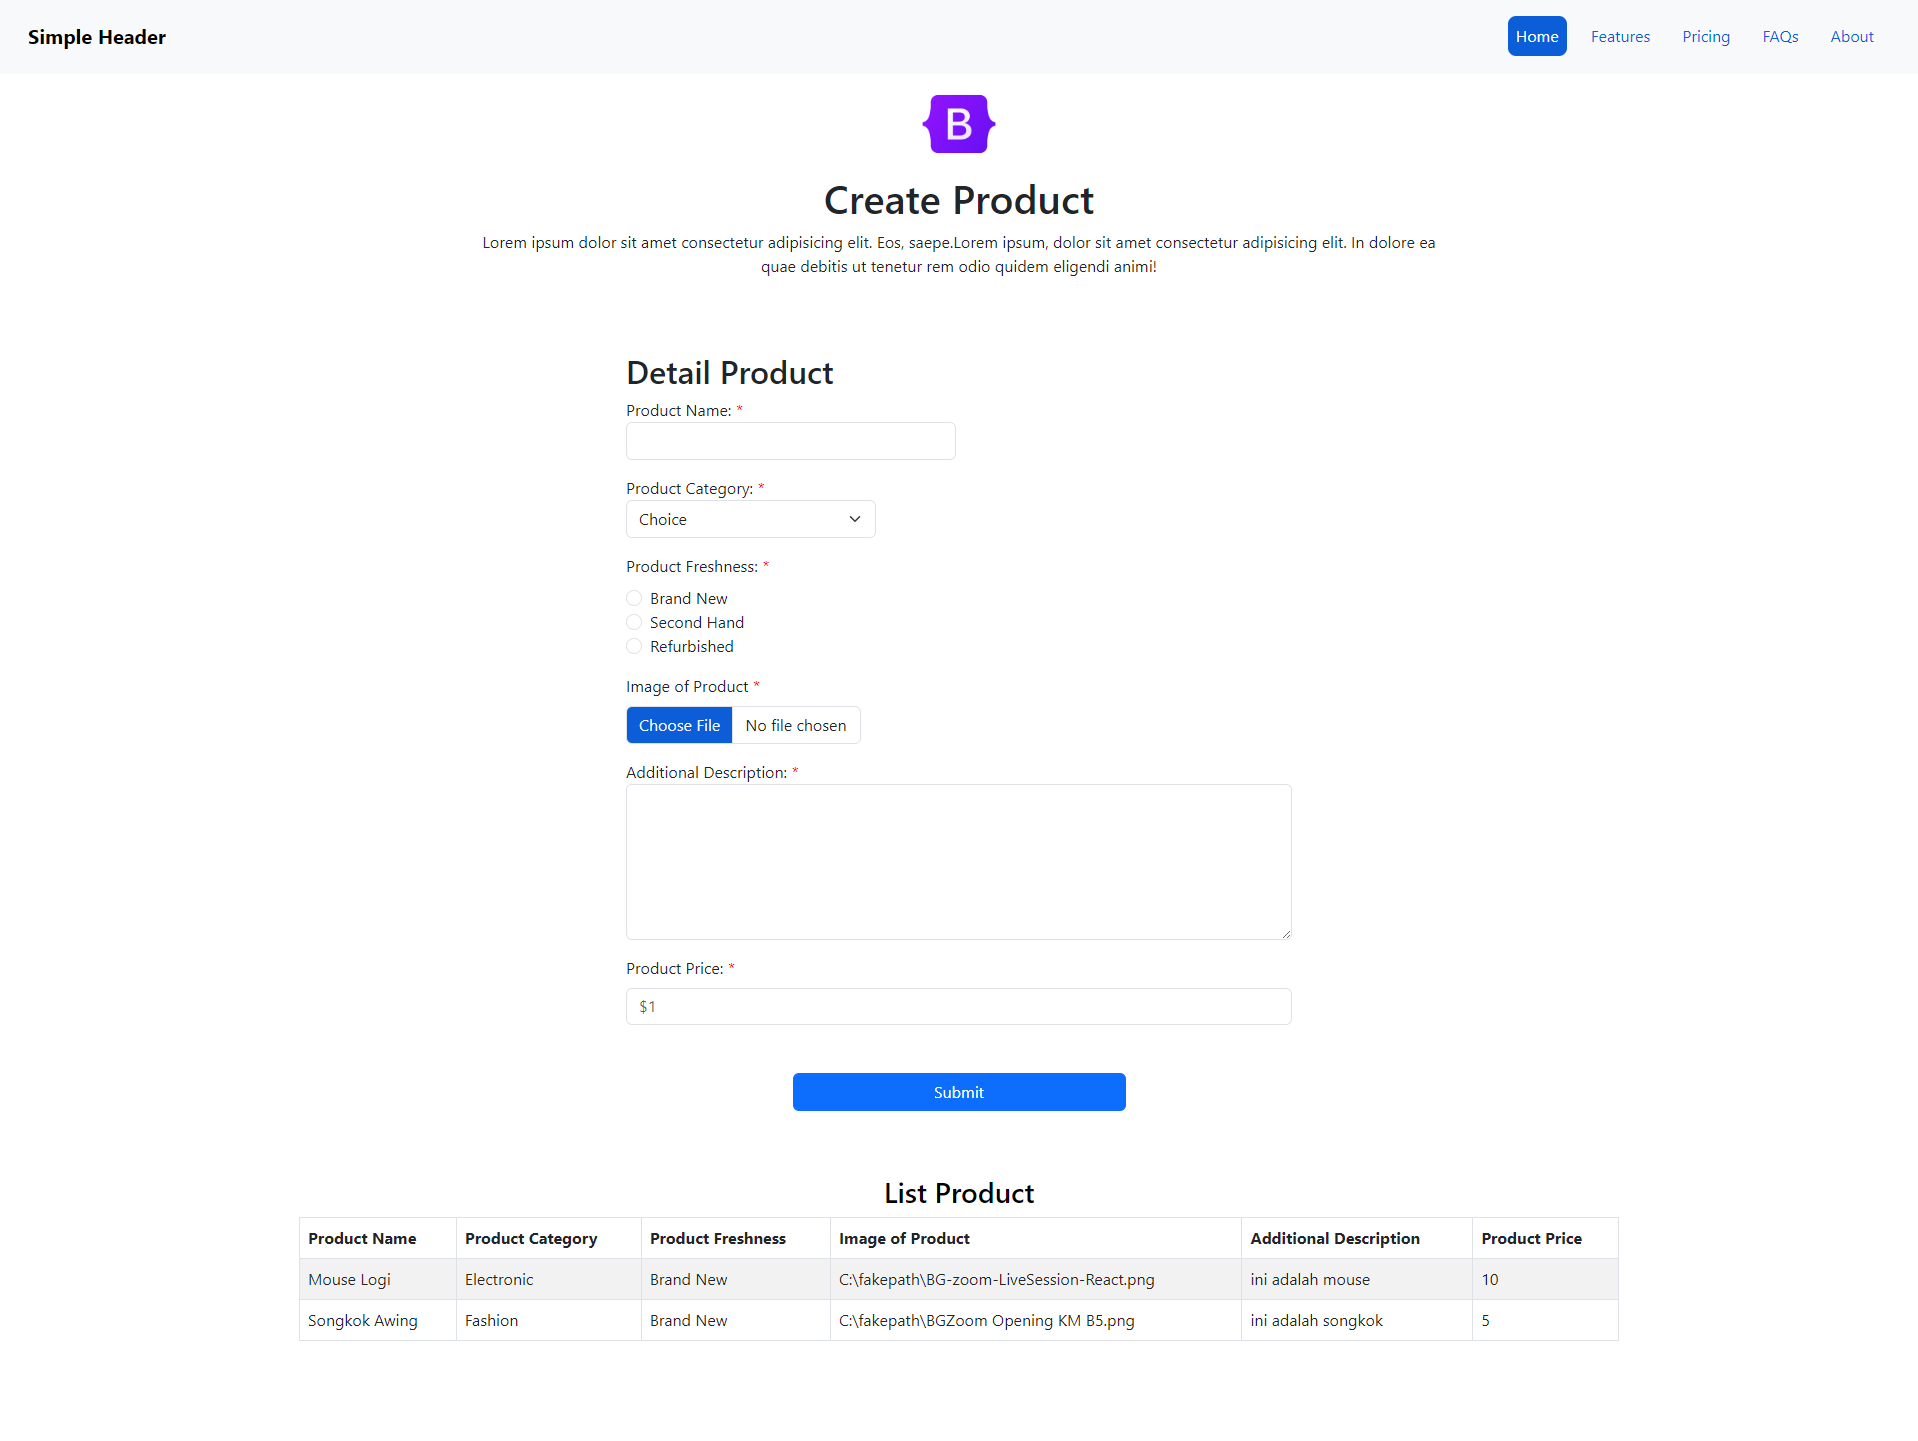 Simple Header
Home Features Pricing FAQs About
B
Create Product
Lorem ipsum dolor sit amet consectetur adipisicing elit. Eos, saepe.Lorem ipsum, dolor sit amet consectetur adipisicing elit. In dolore ea
quae debitis ut tenetur rem odio quidem eligendi animi!
Detail Product
Product Name: *
Product Category: *
Choice
Product Freshness: *
Brand New
Second Hand
Refurbished
Image of Product *
Choose File No file chosen
Additional Description: *
Product Price: *
$1
Submit
List Product
Product Name Product Category Product Freshness Image of Product Additional Description Product Price
Mouse Logi Electronic Brand New C:\fakepath\BG-zoom-LiveSession-React.png ini adalah mouse 10
Songkok Awing Fashion Brand New C:\fakepath\BGZoom Opening KM B5.png ini adalah songkok 5